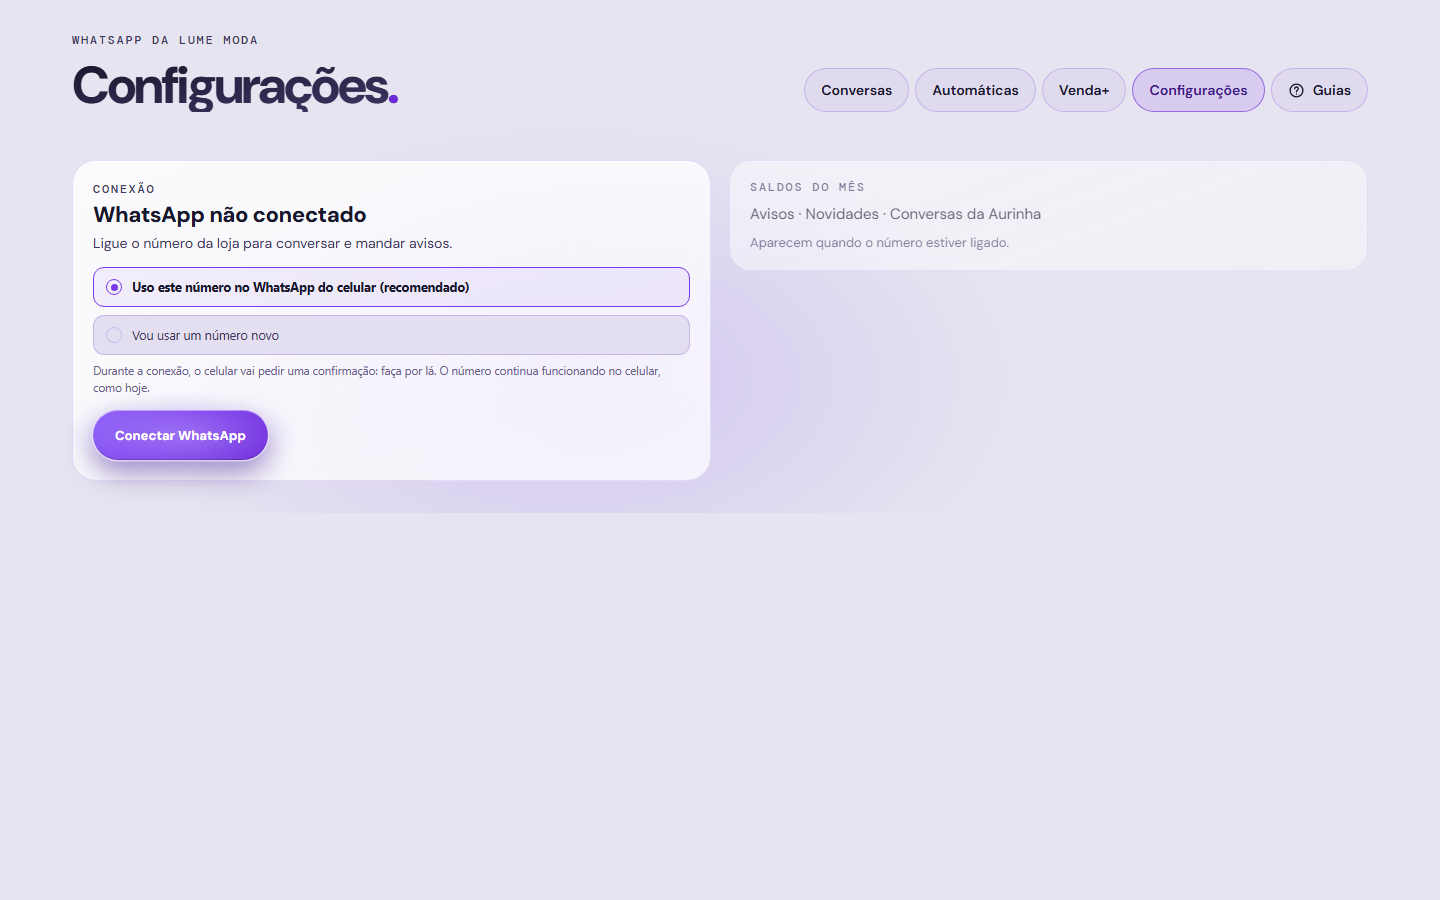 WHATSAPP DA LUME MODA
Configurações.
Conversas
Automáticas
Venda+
Configurações
Guias
CONEXÃO
WhatsApp não conectado
Ligue o número da loja para conversar e mandar avisos.
Uso este número no WhatsApp do celular (recomendado)
Vou usar um número novo
Durante a conexão, o celular vai pedir uma confirmação: faça por lá. O número continua funcionando no celular,
como hoje.
Conectar WhatsApp
SALDOS DO MÊS
Avisos · Novidades · Conversas da Aurinha
Aparecem quando o número estiver ligado.